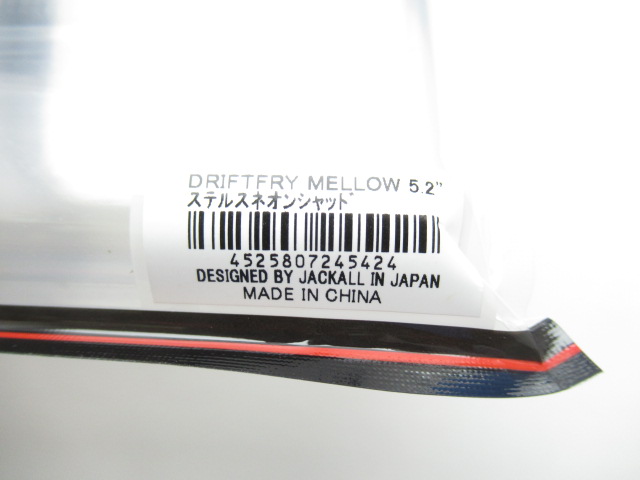 DRIFTFRY MELLOW 5.2"
ステルスネオンシャッド
4525807245424
DESIGNED BY JACKALL IN JAPAN
MADE IN CHINA